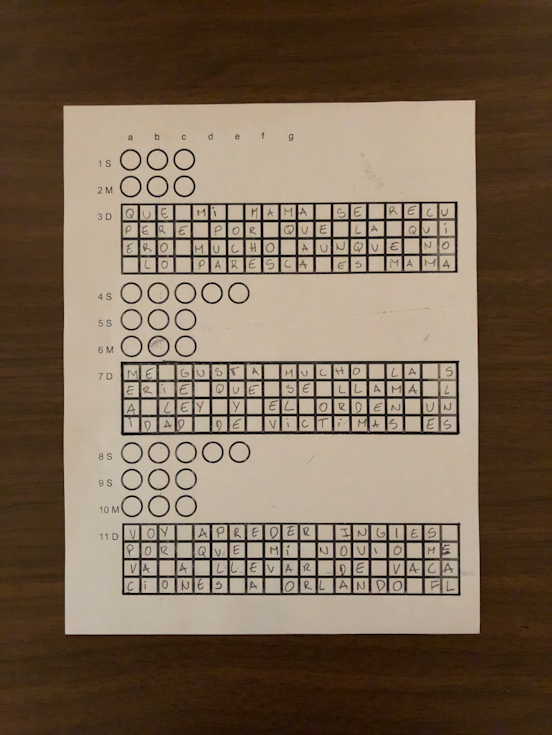 a b c d e f g
1 S
2 M
3 D QUE MI MAMA SE RECU
PERE POR QUE LA QUI
ERO MUCHO AUNQUE NO
LO PARESCA ES MAMA
4 S
5 S
6 M
7 D ME GUSTA MUCHO LA S
ERIE QUE SE LLAMA L
A LEY Y EL ORDEN UN
IDAD DE VICTIMAS ES
8 S
9 S
10 M
11 D VOY APREDER INGLES
POR QUE MI NOVIO ME
VA A LLEVAR DE VACA
CIONES A ORLANDO FL